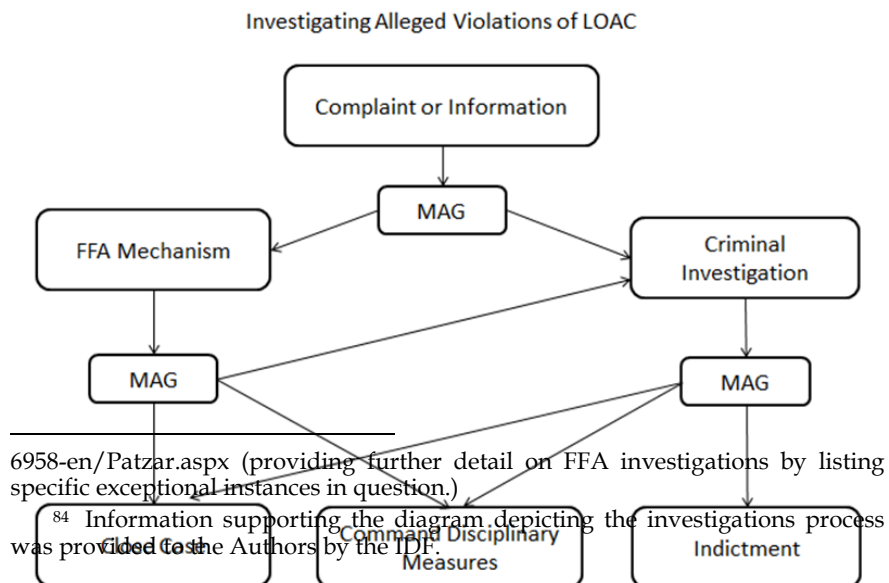 Investigating Alleged Violations of LOAC
Complaint or Information
MAG
FFA Mechanism
Criminal
Investigation
MAG
MAG
6958-en/Patzar.aspx (providing further detail on FFA investigations by listing
specific exceptional instances in question.)
84 Information supporting the diagram depicting the investigations process
was provided to the Authors by the IDF.
Close Case
Command Disciplinary
Measures
Indictment